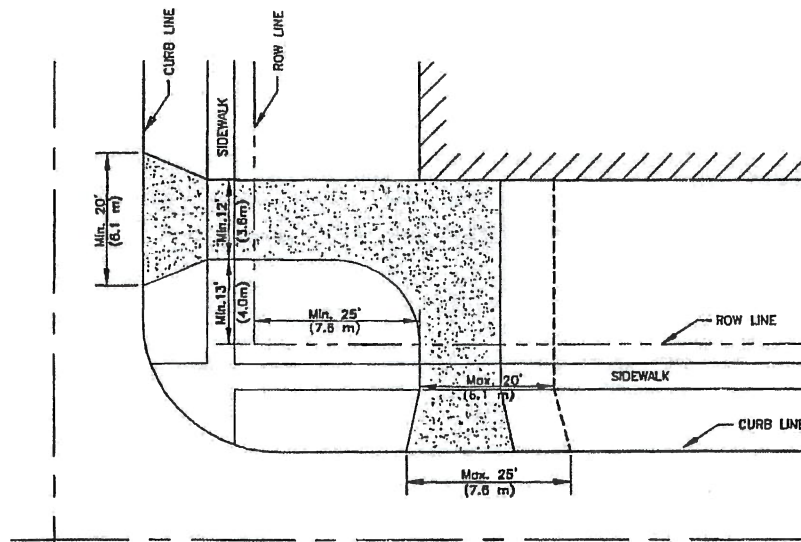 CURB LINE
ROW LINE
SIDEWALK
Min. 20'
(6.1 m)
Min. 12'
(3.6m)
Min. 13'
(4.0m)
Min. 25'
(7.6 m)
ROW LINE
Max. 20'
(6.1 m)
SIDEWALK
CURB LINE
Max. 25'
(7.6 m)